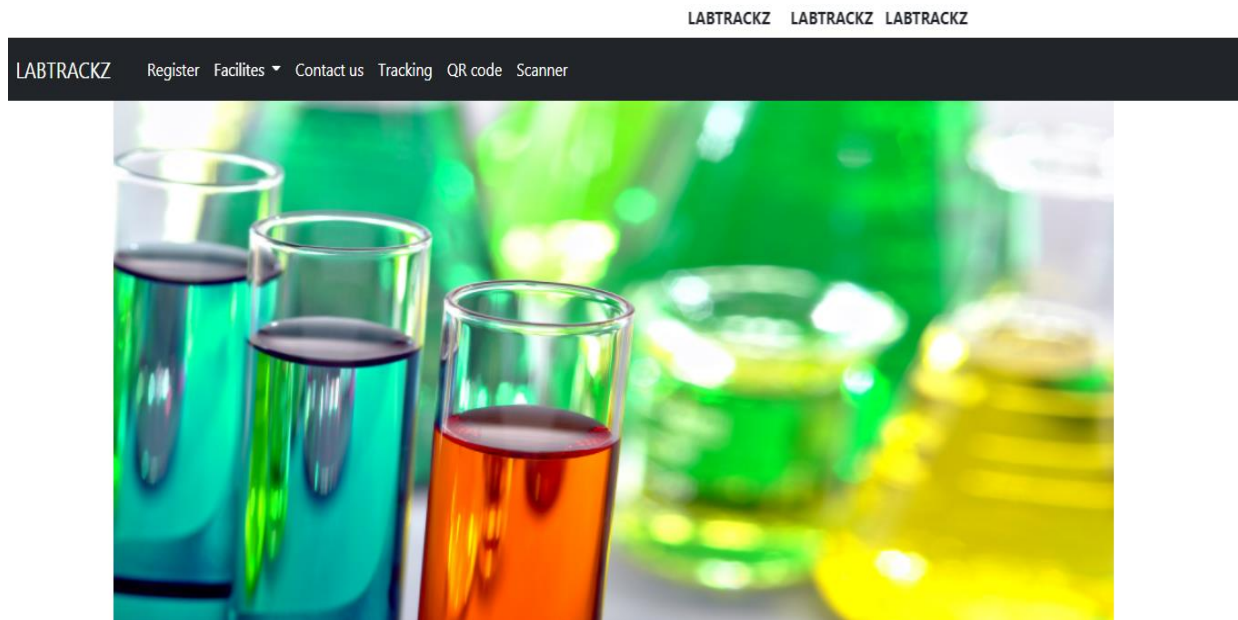 LABTRACKZ LABTRACKZ LABTRACKZ
LABTRACKZ Register Facilites Contact us Tracking QR code Scanner